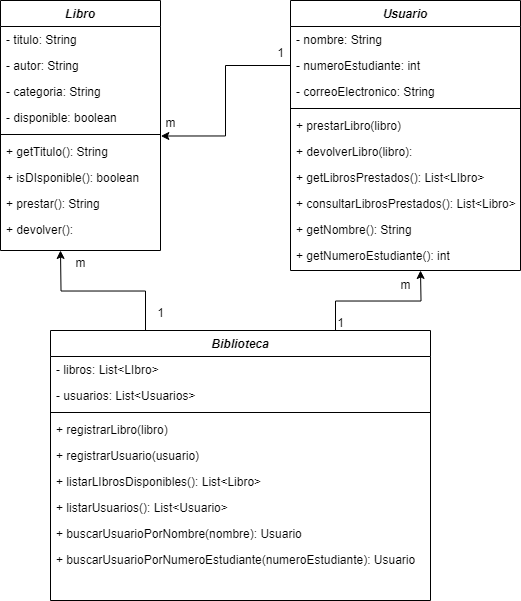 Libro
- titulo: String
- autor: String
- categoria: String
- disponible: boolean
+ getTitulo(): String
+ isDIsponible(): boolean
+ prestar(): String
+ devolver():
Usuario
- nombre: String
- numeroEstudiante: int
- correoElectronico: String
+ prestarLibro(libro)
+ devolverLibro(libro):
+ getLibrosPrestados(): List<LIbro>
+ consultarLibrosPrestados(): List<Libro>
+ getNombre(): String
+ getNumeroEstudiante(): int
1
m
m
1
m
1
Biblioteca
- libros: List<LIbro>
- usuarios: List<Usuarios>
+ registrarLibro(libro)
+ registrarUsuario(usuario)
+ listarLIbrosDisponibles(): List<Libro>
+ listarUsuarios(): List<Usuario>
+ buscarUsuarioPorNombre(nombre): Usuario
+ buscarUsuarioPorNumeroEstudiante(numeroEstudiante): Usuario